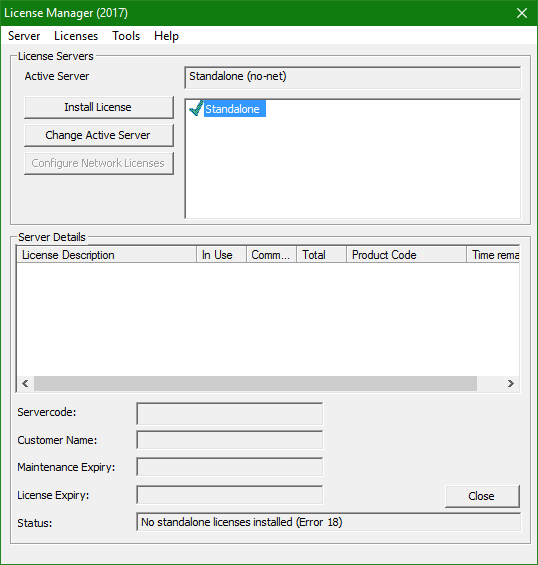 License Manager (2017)
Server Licenses Tools Help
License Servers
Active Server Standalone (no-net)
Install License
Standalone
Change Active Server
Configure Network Licenses
Server Details
License Description In Use Comm... Total Product Code Time rema
Servercode:
Customer Name:
Maintenance Expiry:
License Expiry:
Close
Status: No standalone licenses installed (Error 18)